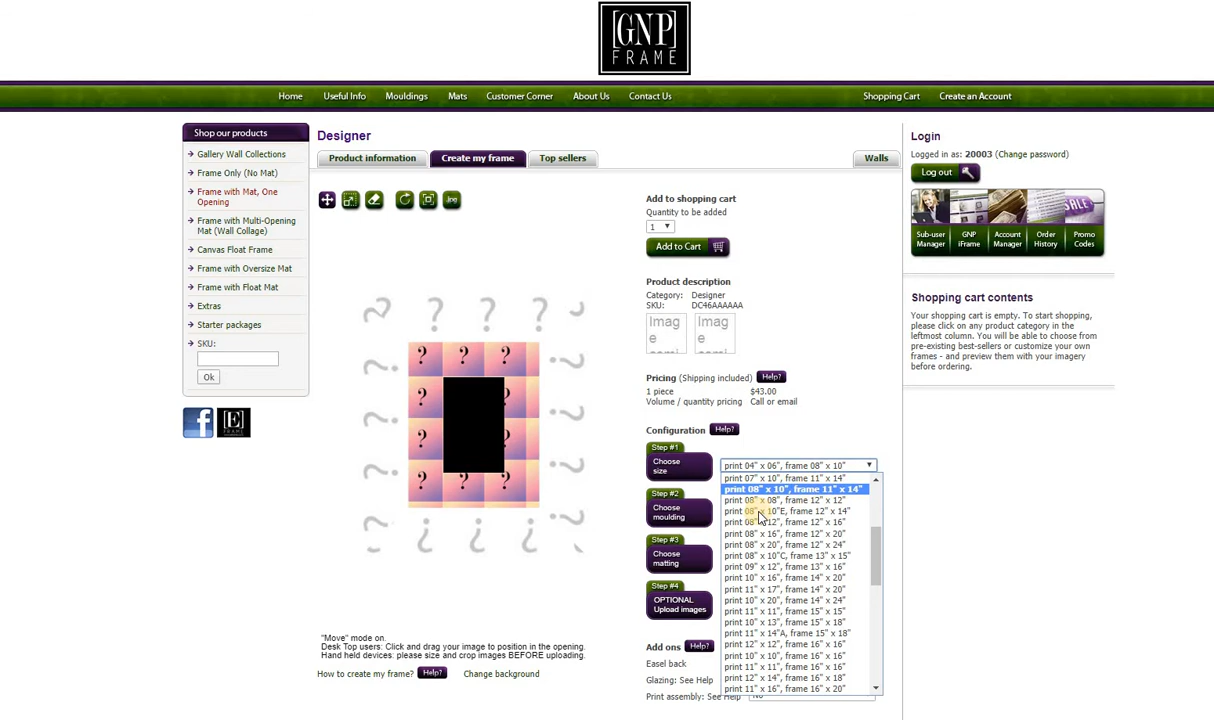 [GNP]
FRAME
Home
Useful Info
Mouldings
Mats
Customer Corner
About Us
Contact Us
Shopping Cart
Create an Account
Shop our products
Gallery Wall Collections
Frame Only (No Mat)
Frame with Mat, One
Opening
Frame with Multi-Opening
Mat (Wall Collage)
Canvas Float Frame
Frame with Oversize Mat
Frame with Float Mat
Extras
Starter packages
SKU:
Ok
Designer
Product information
Create my frame
Top sellers
Walls
.jpg
? ? ? ?
? ? ?
? ?
? ?
? ? ? ?
"Move" mode on.
Desk Top users: Click and drag your image to position in the opening.
Hand held devices: please size and crop images BEFORE uploading.
How to create my frame?
Help?
Change background
Add to shopping cart
Quantity to be added
1
Add to Cart
Product description
Category: Designer
SKU: DC46AAAAAA
Imag
e
Imag
e
Pricing (Shipping included)
Help?
1 piece $43.00
Volume / quantity pricing Call or email
Configuration
Help?
Step #1
Choose
size
Step #2
Choose
moulding
Step #3
Choose
matting
Step #4
OPTIONAL
Upload images
print 04" x 06", frame 08" x 10"
print 07" x 10", frame 11" x 14"
print 08" x 10", frame 11" x 14"
print 08" x 08", frame 12" x 12"
print 08" x 10"E, frame 12" x 14"
print 08" x 12", frame 12" x 16"
print 08" x 16", frame 12" x 20"
print 08" x 20", frame 12" x 24"
print 08" x 10"C, frame 13" x 15"
print 09" x 12", frame 13" x 16"
print 10" x 16", frame 14" x 20"
print 11" x 17", frame 14" x 20"
print 10" x 20", frame 14" x 24"
print 11" x 11", frame 15" x 15"
print 10" x 13", frame 15" x 18"
print 11" x 14"A, frame 15" x 18"
print 12" x 12", frame 16" x 16"
print 10" x 10", frame 16" x 16"
print 11" x 11", frame 16" x 16"
print 12" x 14", frame 16" x 18"
print 11" x 16", frame 16" x 20"
Add ons
Help?
Easel back
Glazing: See Help
Print assembly: See Help
Login
Logged in as: 20003 (Change password)
Log out
SALE
Sub-user
Manager
GNP
iFrame
Account
Manager
Order
History
Promo
Codes
Shopping cart contents
Your shopping cart is empty. To start shopping,
please click on any product category in the
leftmost column. You will be able to choose from
pre-existing best-sellers or customize your own
frames - and preview them with your imagery
before ordering.